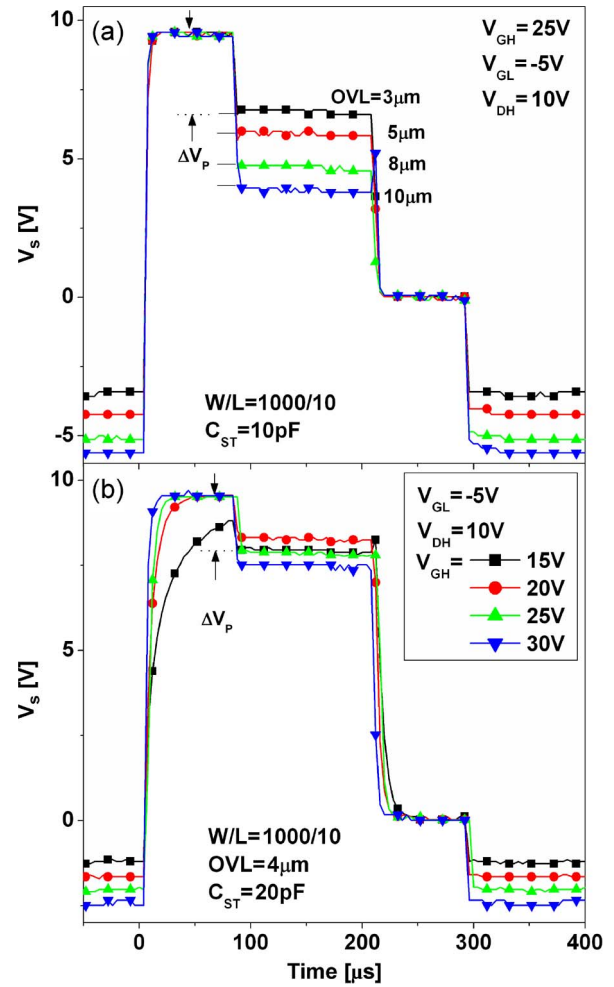 (a)
V_GH = 25V
V_GL = -5V
V_DH = 10V
OVL=3μm
5μm
8μm
10μm
ΔV_P
W/L=1000/10
C_ST=10pF
V_s [V]
10
5
0
-5
(b)
V_GL = -5V
V_DH = 10V
V_GH =
15V
20V
25V
30V
ΔV_P
W/L=1000/10
OVL=4μm
C_ST=20pF
V_s [V]
10
5
0
0 100 200 300 400
Time [μs]